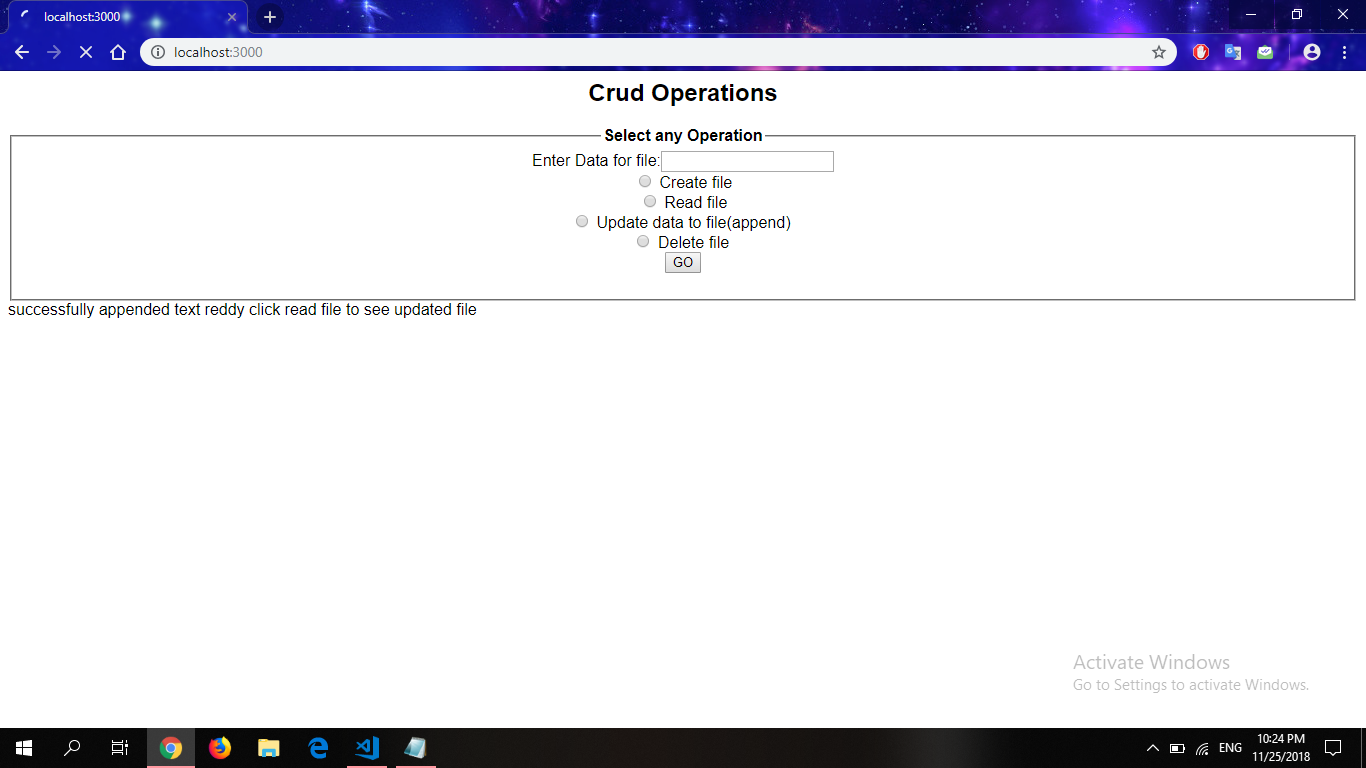 localhost:3000
localhost:3000
Crud Operations
Select any Operation
Enter Data for file:
Create file
Read file
Update data to file(append)
Delete file
GO
successfully appended text reddy click read file to see updated file
Activate Windows
Go to Settings to activate Windows.
ENG
10:24 PM
11/25/2018